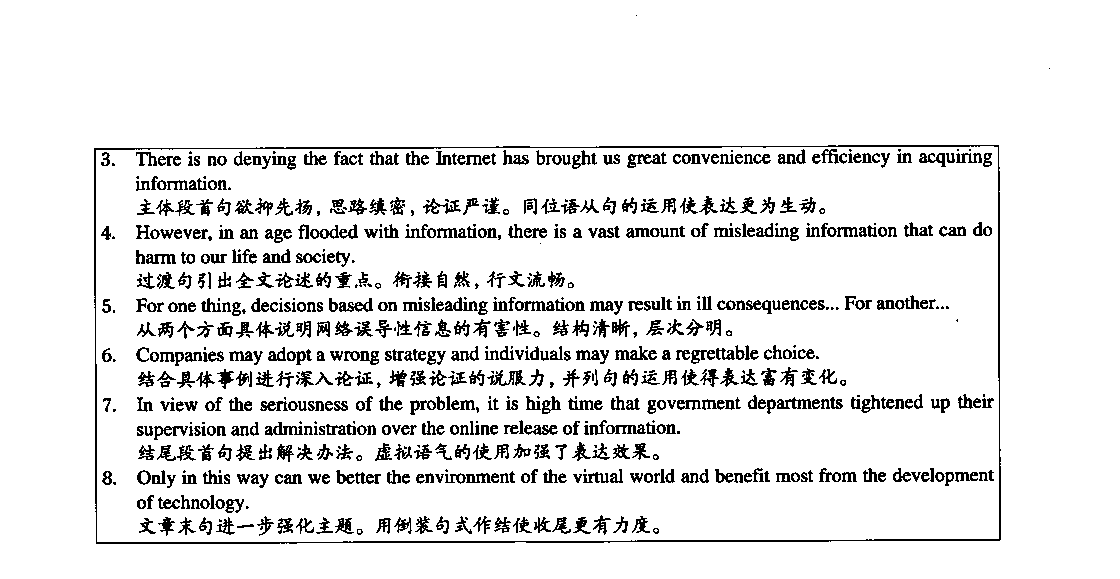 3. There is no denying the fact that the Internet has brought us great convenience and efficiency in acquiring
information.
主体段首句欲抑先扬，思路缜密，论证严谨。同位语从句的运用使表达更为生动。
4. However, in an age flooded with information, there is a vast amount of misleading information that can do
harm to our life and society.
过渡句引出全文论述的重点。衔接自然，行文流畅。
5. For one thing, decisions based on misleading information may result in ill consequences... For another...
从两个方面具体说明网络误导性信息的有害性。结构清晰，层次分明。
6. Companies may adopt a wrong strategy and individuals may make a regrettable choice.
结合具体事例进行深入论证，增强论证的说服力，并列句的运用使得表达富有变化。
7. In view of the seriousness of the problem, it is high time that government departments tightened up their
supervision and administration over the online release of information.
结尾段首句提出解决办法。虚拟语气的使用加强了表达效果。
8. Only in this way can we better the environment of the virtual world and benefit most from the development
of technology.
文章末句进一步强化主题。用倒装句式作结使收尾更有力度。